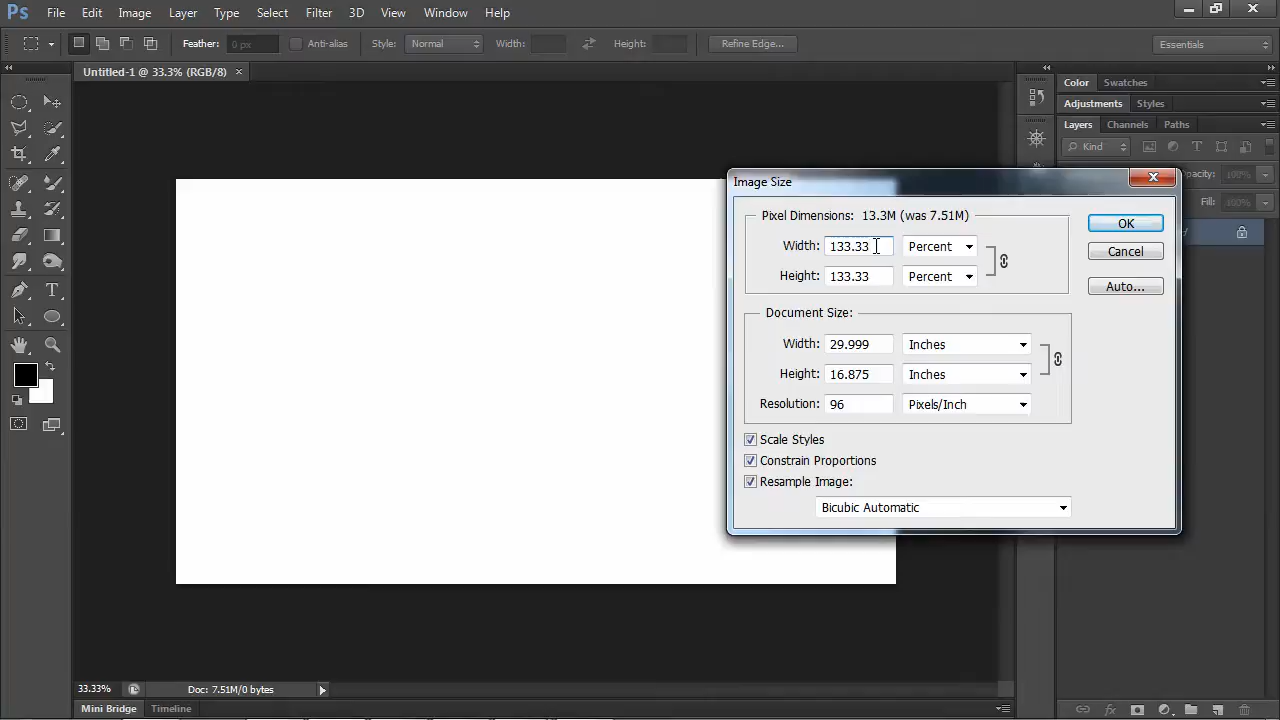 Ps File Edit Image Layer Type Select Filter 3D View Window Help
Feather: 0 px Anti-alias Style: Normal Width: Height: Refine Edge... Essentials
Untitled-1 @ 33.3% (RGB/8) ×
Color Swatches
Adjustments Styles
Layers Channels Paths
Kind
Opacity: 100%
Fill: 100%
Image Size
Pixel Dimensions: 13.3M (was 7.51M)
Width: 133.33 Percent
Height: 133.33 Percent
OK
Cancel
Auto...
Document Size:
Width: 29.999 Inches
Height: 16.875 Inches
Resolution: 96 Pixels/Inch
Scale Styles
Constrain Proportions
Resample Image:
Bicubic Automatic
33.33% Doc: 7.51M/0 bytes
Mini Bridge Timeline